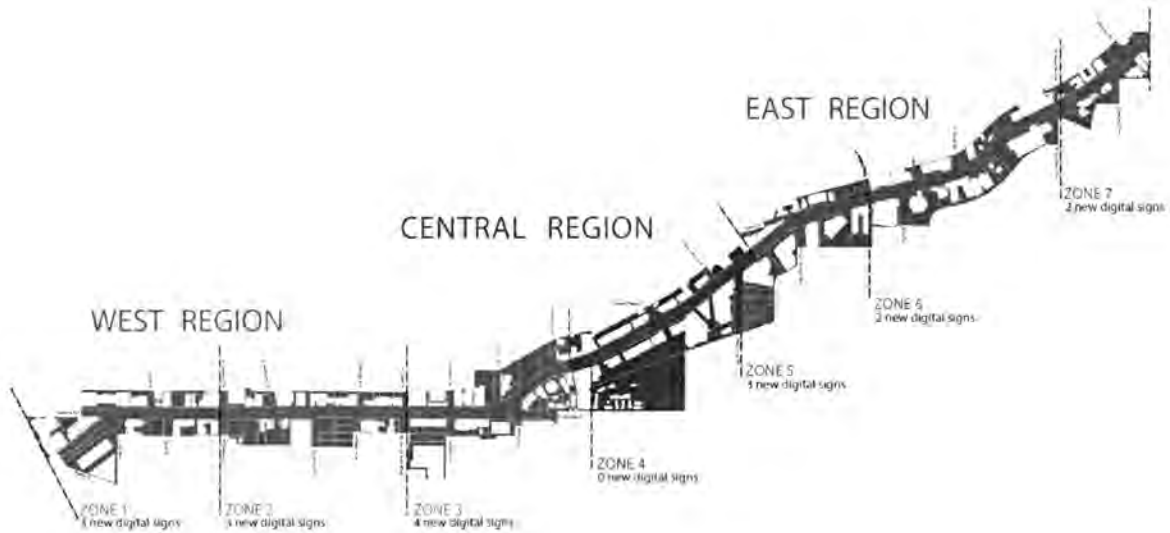 EAST REGION
ZONE 7
2 new digital signs
CENTRAL REGION
ZONE 6
2 new digital signs
WEST REGION
ZONE 5
new digital signs
ZONE 4
0 new digital signs
ZONE 1
new digital signs
ZONE 2
new digital signs
ZONE 3
4 new digital signs